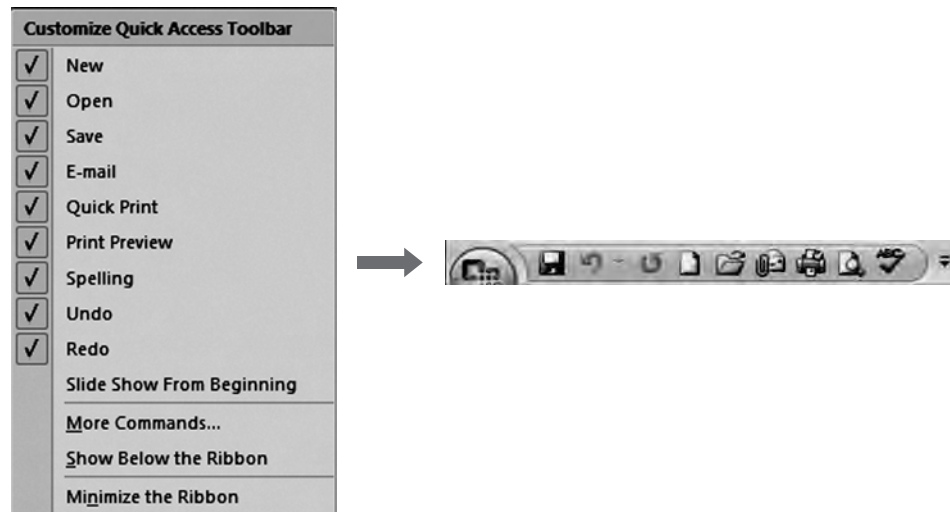 Customize Quick Access Toolbar
New
Open
Save
E-mail
Quick Print
Print Preview
Spelling
Undo
Redo
Slide Show From Beginning
More Commands...
Show Below the Ribbon
Minimize the Ribbon
ABC